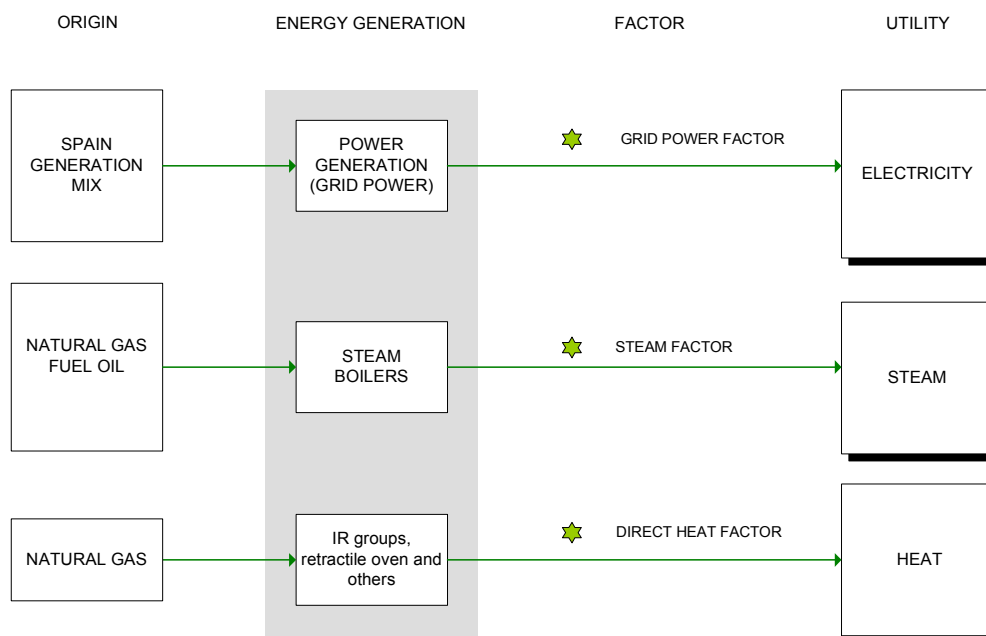 ORIGIN
ENERGY GENERATION
FACTOR
UTILITY
SPAIN
GENERATION
MIX
POWER
GENERATION
(GRID POWER)
GRID POWER FACTOR
ELECTRICITY
NATURAL GAS
FUEL OIL
STEAM
BOILERS
STEAM FACTOR
STEAM
NATURAL GAS
IR groups,
retractile oven and
others
DIRECT HEAT FACTOR
HEAT